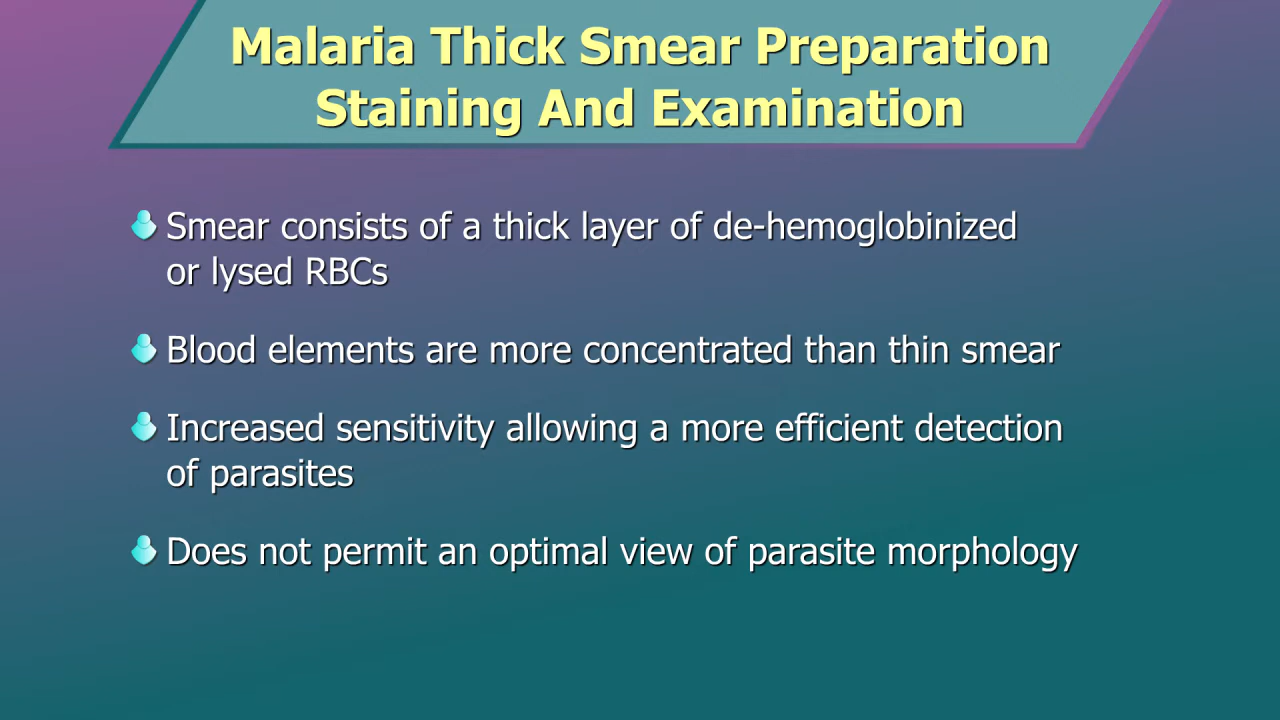 Malaria Thick Smear Preparation
Staining And Examination
Smear consists of a thick layer of de-hemoglobinized
or lysed RBCs
Blood elements are more concentrated than thin smear
Increased sensitivity allowing a more efficient detection
of parasites
Does not permit an optimal view of parasite morphology